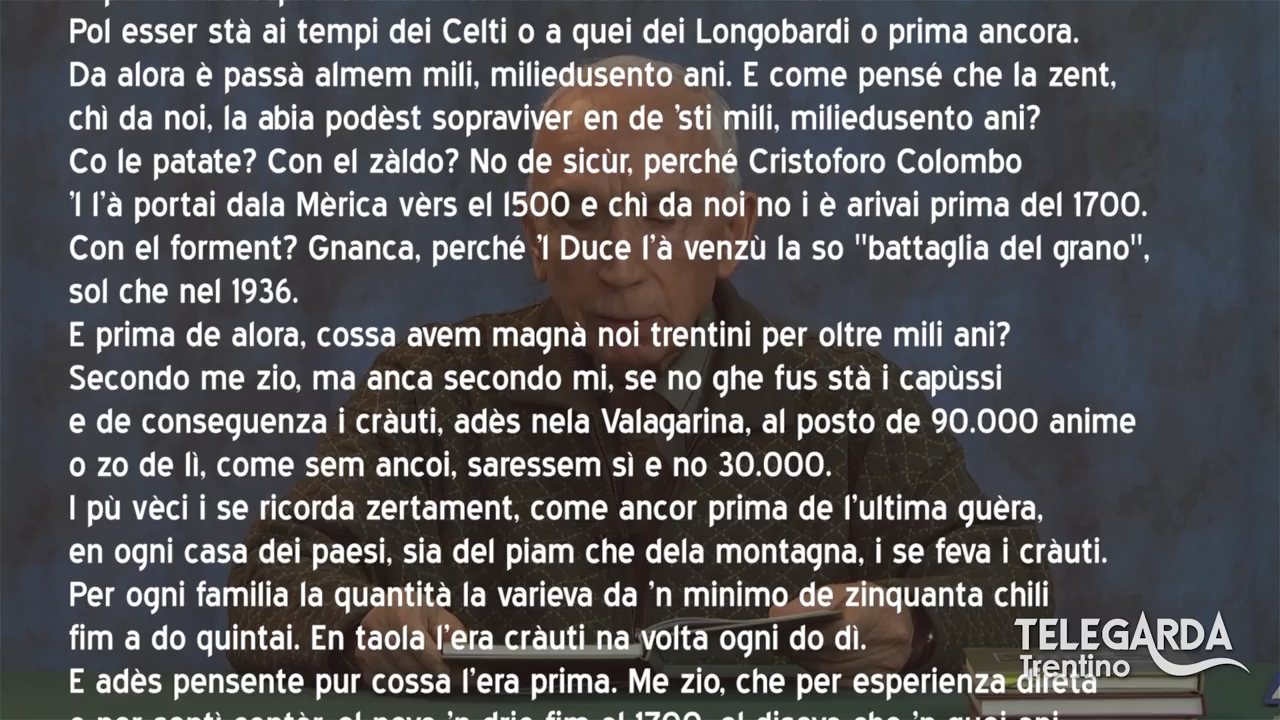 Pol esser stà ai tempi dei Celti o a quei dei Longobardi o prima ancora.
Da alora è passà almem mili, miliedusento ani. E come pensé che la zent,
chì da noi, la abia podèst sopraviver en de 'sti mili, miliedusento ani?
Co le patate? Con el zàldo? No de sicùr, perché Cristoforo Colombo
'l l'à portai dala Mèrica vèrs el 1500 e chì da noi no i è arivai prima del 1700.
Con el forment? Gnanca, perché 'l Duce l'à venzù la so "battaglia del grano",
sol che nel 1936.
E prima de alora, cossa avem magnà noi trentini per oltre mili ani?
Secondo me zio, ma anca secondo mi, se no ghe fus stà i capùssi
e de conseguenza i cràuti, adès nela Valagarina, al posto de 90.000 anime
o zo de lì, come sem ancoi, saressem sì e no 30.000.
I pù vèci i se ricorda zertament, come ancor prima de l'ultima guèra,
en ogni casa dei paesi, sia del piam che dela montagna, i se feva i cràuti.
Per ogni familia la quantità la varieva da 'n minimo de zinquanta chili
fim a do quintai. En taola l'era cràuti na volta ogni do dì.
E adès pensente pur cossa l'era prima. Me zio, che per esperienza direta
TELEGARDA
Trentino